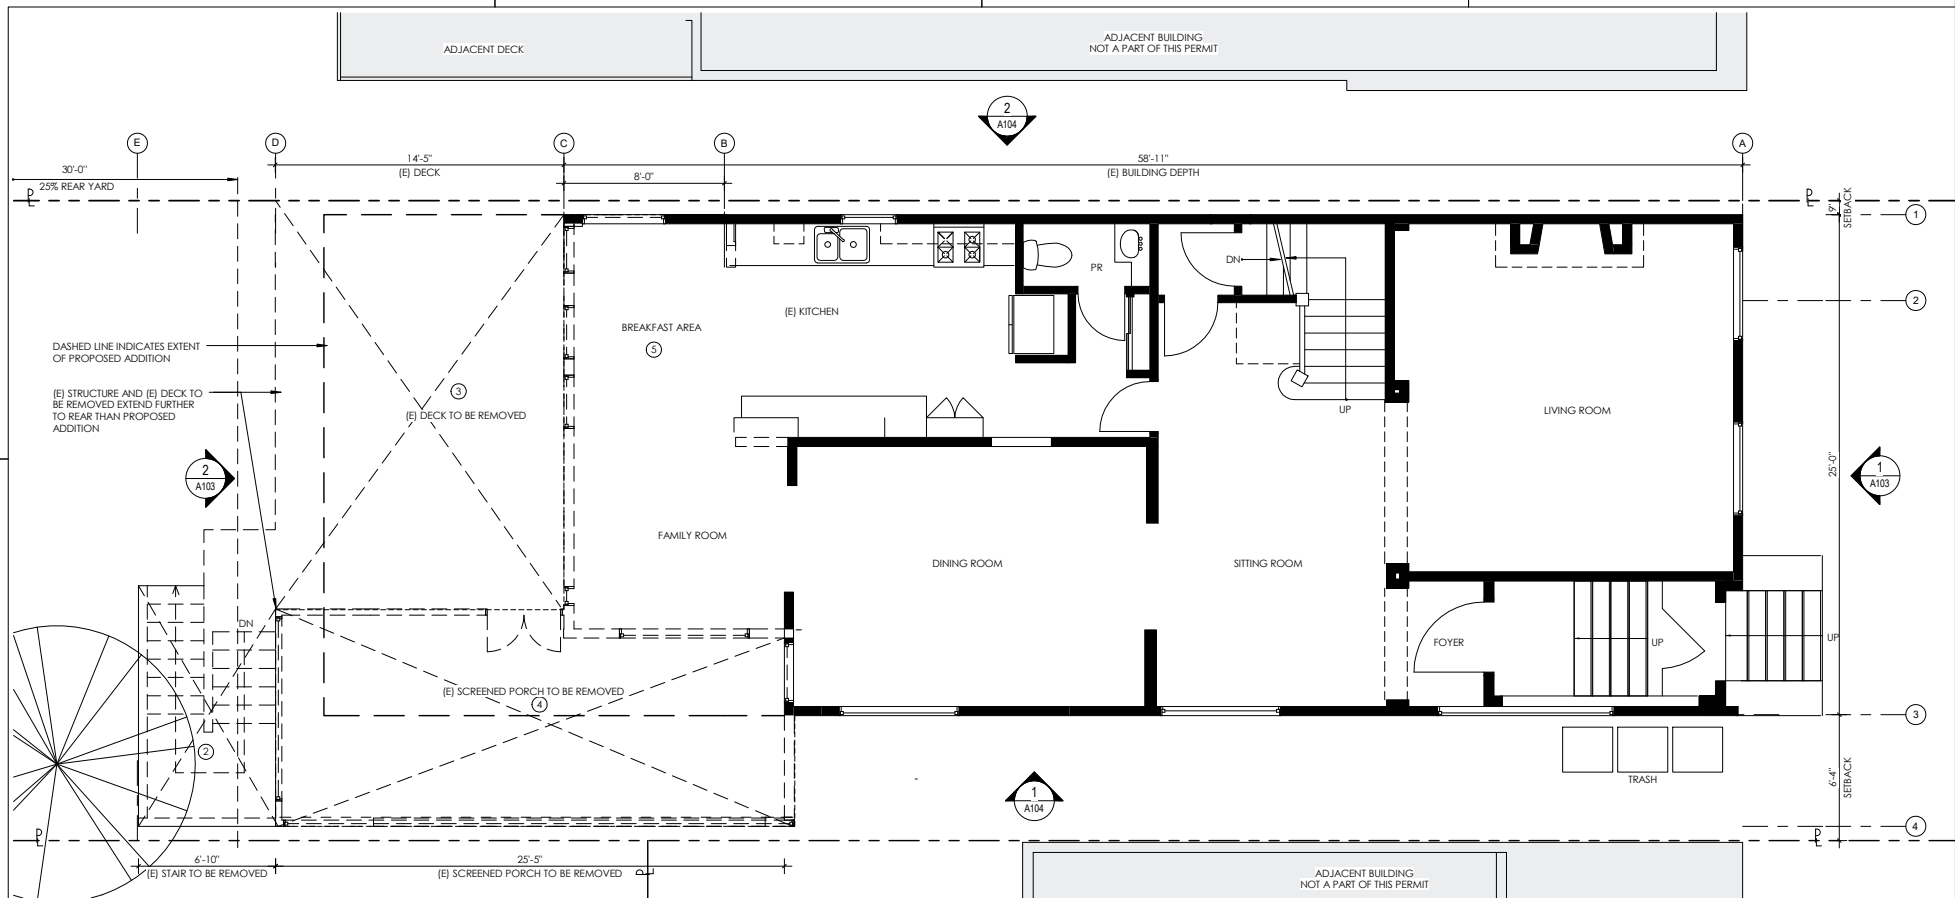 ADJACENT DECK
ADJACENT BUILDING
NOT A PART OF THIS PERMIT
2
A104
E
D
C
B
A
14'-5"
(E) DECK
58'-11"
(E) BUILDING DEPTH
30'-0"
25% REAR YARD
8'-0"
PL
PL
9"
SETBACK
1
DN
PR
2
(E) KITCHEN
BREAKFAST AREA
5
DASHED LINE INDICATES EXTENT
OF PROPOSED ADDITION
3
(E) DECK TO BE REMOVED
(E) STRUCTURE AND (E) DECK TO
BE REMOVED EXTEND FURTHER
TO REAR THAN PROPOSED
ADDITION
UP
LIVING ROOM
2
A103
25'-0"
1
A103
FAMILY ROOM
DINING ROOM
SITTING ROOM
DN
FOYER
UP
UP
(E) SCREENED PORCH TO BE REMOVED
4
3
2
TRASH
6'-4"
SETBACK
1
A104
4
PL
PL
6'-10"
(E) STAIR TO BE REMOVED
25'-5"
(E) SCREENED PORCH TO BE REMOVED
PL
ADJACENT BUILDING
NOT A PART OF THIS PERMIT